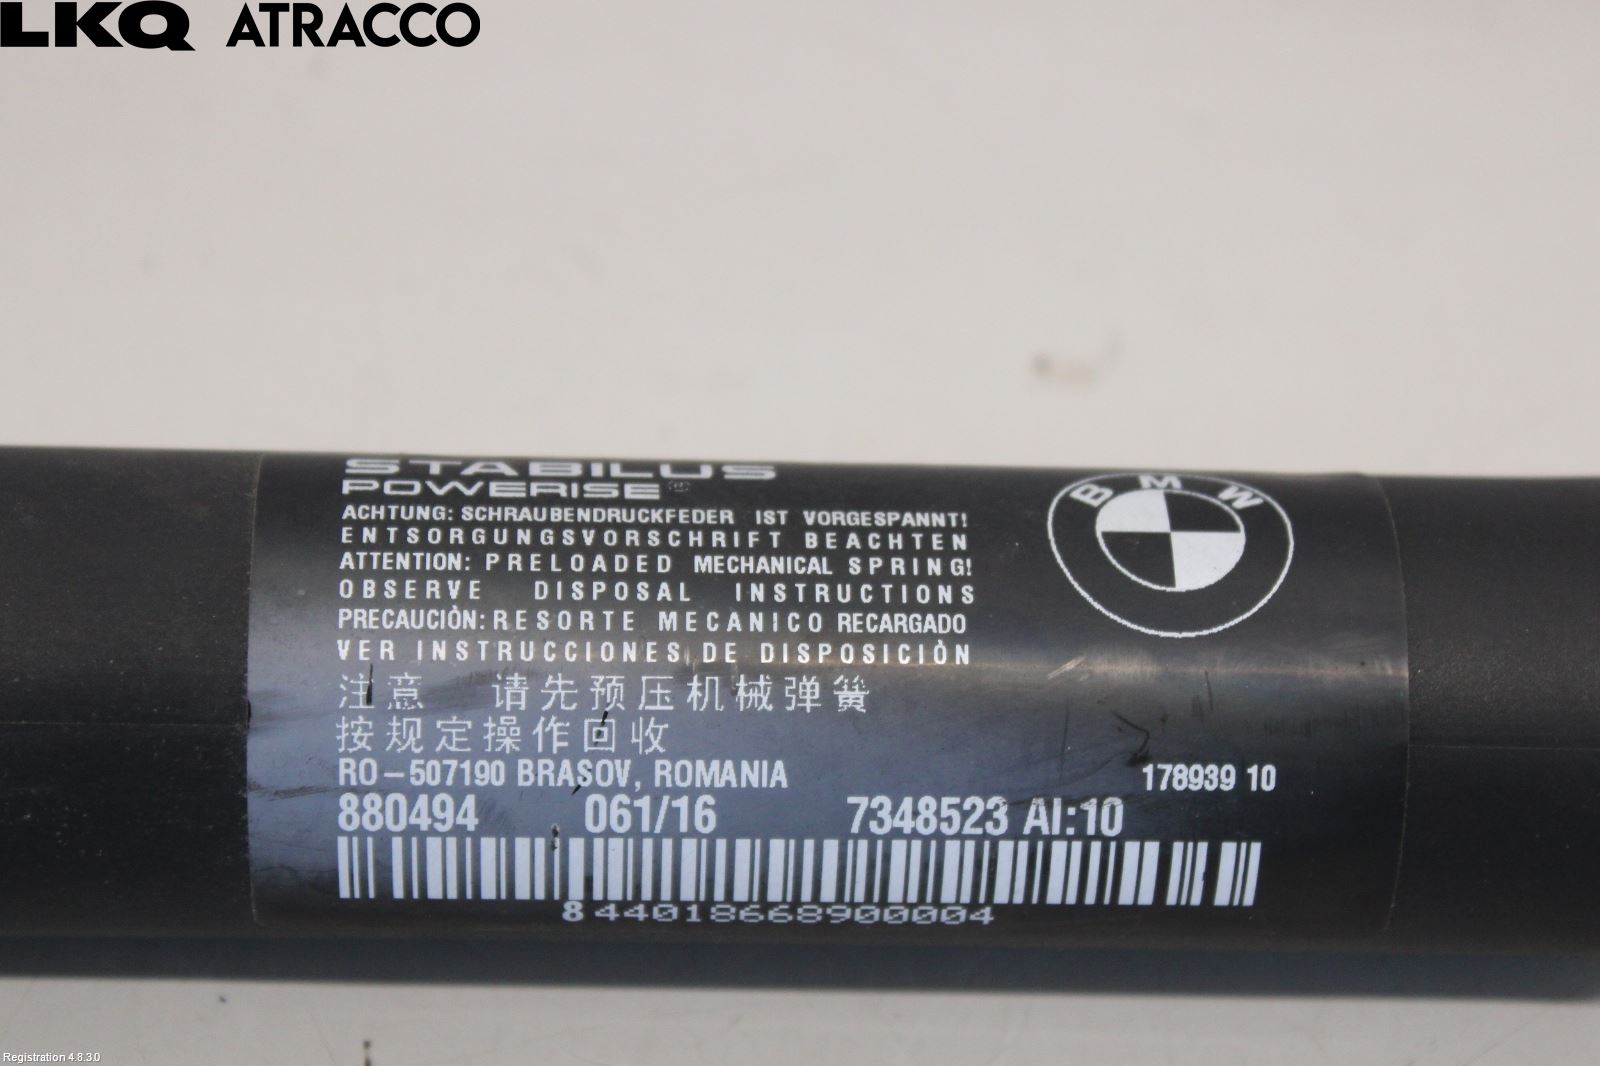 LKQ ATRACCO
STABILUS
POWERISE®
BMW
ACHTUNG: SCHRAUBENDRUCKFEDER IST VORGESPANNT!
ENTSORGUNGSVORSCHRIFT BEACHTEN
ATTENTION: PRELOADED MECHANICAL SPRING!
OBSERVE DISPOSAL INSTRUCTIONS
PRECAUCIÒN: RESORTE MECANICO RECARGADO
VER INSTRUCCIONES DE DISPOSICIÒN
注意 请先预压机械弹簧
按规定操作回收
RO-507190 BRASOV, ROMANIA 178939 10
880494 061/16 7348523 AI:10
844018668900004
Registration 4.8.3.0